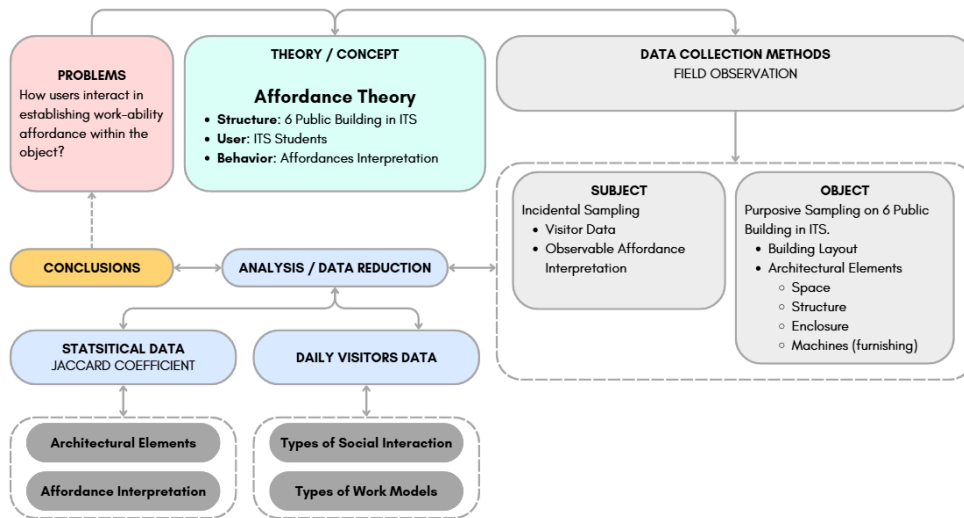 PROBLEMS
How users interact in
establishing work-ability
affordance within the
object?
THEORY / CONCEPT
Affordance Theory
Structure: 6 Public Building in ITS
User: ITS Students
Behavior: Affordances Interpretation
DATA COLLECTION METHODS
FIELD OBSERVATION
SUBJECT
Incidental Sampling
Visitor Data
Observable Affordance
Interpretation
OBJECT
Purposive Sampling on 6 Public
Building in ITS.
Building Layout
Architectural Elements
Space
Structure
Enclosure
Machines (furnishing)
CONCLUSIONS
ANALYSIS / DATA REDUCTION
STATSITICAL DATA
JACCARD COEFFICIENT
DAILY VISITORS DATA
Architectural Elements
Affordance Interpretation
Types of Social Interaction
Types of Work Models